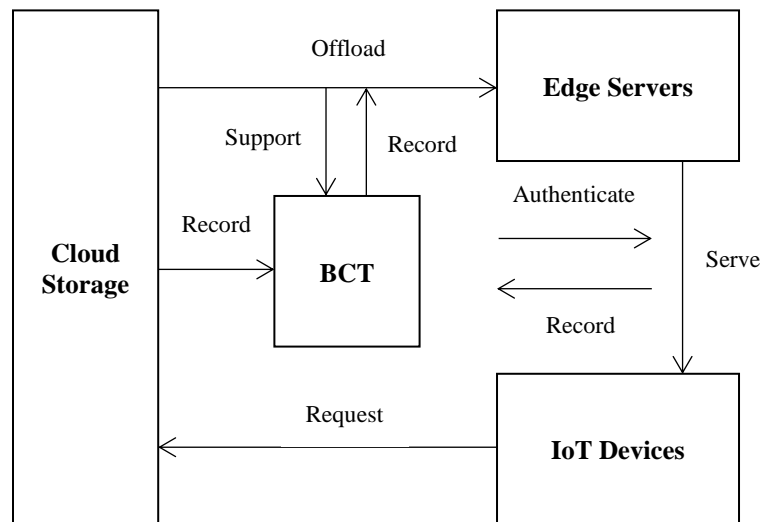 Offload
Edge Servers
Support
Record
Authenticate
Record
Cloud
Storage
BCT
Serve
Record
Request
IoT Devices